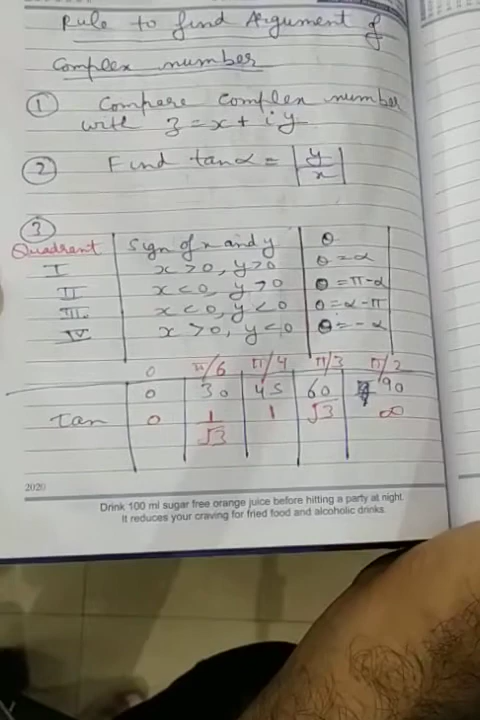 Rule to find Argument of
Complex number
① Compare complex number
with z = x + iy
② Find tanα = |y/x|
③
Quadrant | Sign of x and y | θ
I | x > 0, y > 0 | θ = α
II | x < 0, y > 0 | θ = π - α
III | x < 0, y < 0 | θ = α - π
IV | x > 0, y < 0 | θ = - α
0 π/6 π/4 π/3 π/2
0 30 45 60 90
Tan 0 1/√3 1 √3 ∞
2020
Drink 100 ml sugar free orange juice before hitting a party at night.
It reduces your craving for fried food and alcoholic drinks.